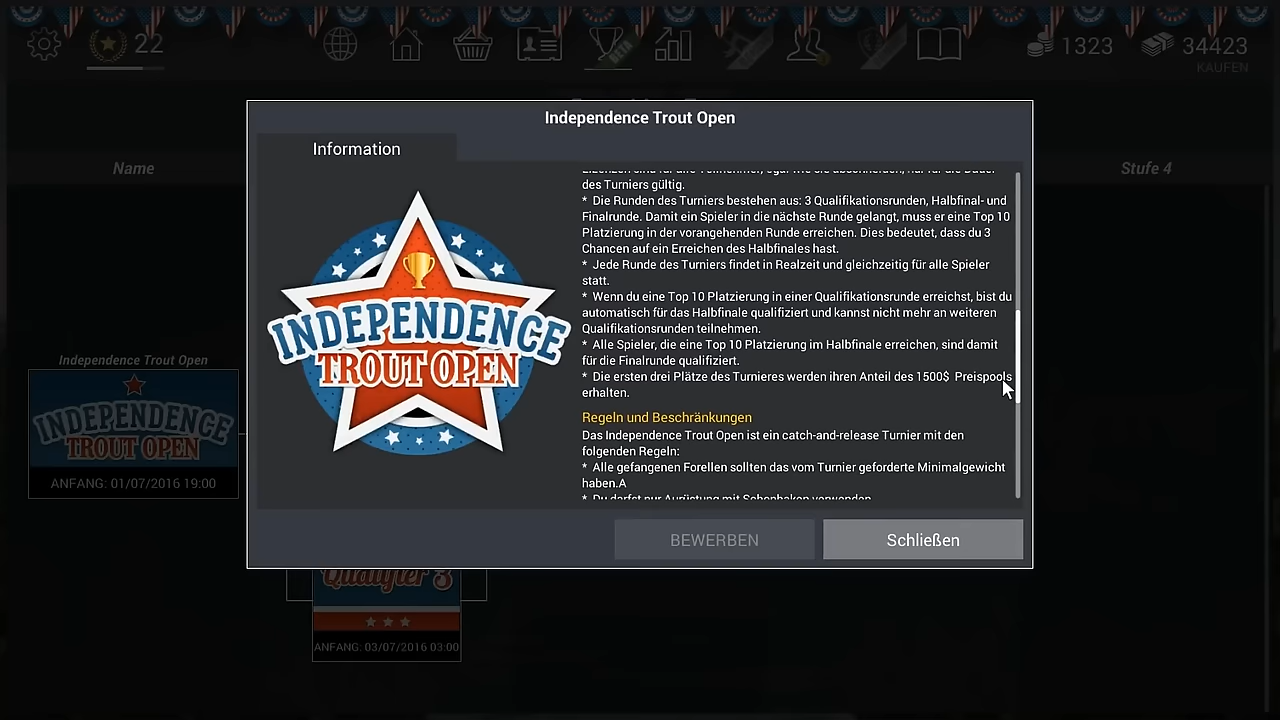 22
1323
34423
KAUFEN
Independence Trout Open
Information
Name
Stufe 4
des Turniers gültig.
* Die Runden des Turniers bestehen aus: 3 Qualifikationsrunden, Halbfinal- und
Finalrunde. Damit ein Spieler in die nächste Runde gelangt, muss er eine Top 10
Platzierung in der vorangehenden Runde erreichen. Dies bedeutet, dass du 3
Chancen auf ein Erreichen des Halbfinales hast.
* Jede Runde des Turniers findet in Realzeit und gleichzeitig für alle Spieler
statt.
* Wenn du eine Top 10 Platzierung in einer Qualifikationsrunde erreichst, bist du
automatisch für das Halbfinale qualifiziert und kannst nicht mehr an weiteren
Qualifikationsrunden teilnehmen.
* Alle Spieler, die eine Top 10 Platzierung im Halbfinale erreichen, sind damit
für die Finalrunde qualifiziert.
* Die ersten drei Plätze des Turnieres werden ihren Anteil des 1500$ Preispools
erhalten.
Regeln und Beschränkungen
Das Independence Trout Open ist ein catch-and-release Turnier mit den
folgenden Regeln:
* Alle gefangenen Forellen sollten das vom Turnier geforderte Minimalgewicht
haben.A
INDEPENDENCE
TROUT OPEN
Independence Trout Open
INDEPENDENCE
TROUT OPEN
ANFANG: 01/07/2016 19:00
BEWERBEN
Schließen
Qualifier 3
ANFANG: 03/07/2016 03:00